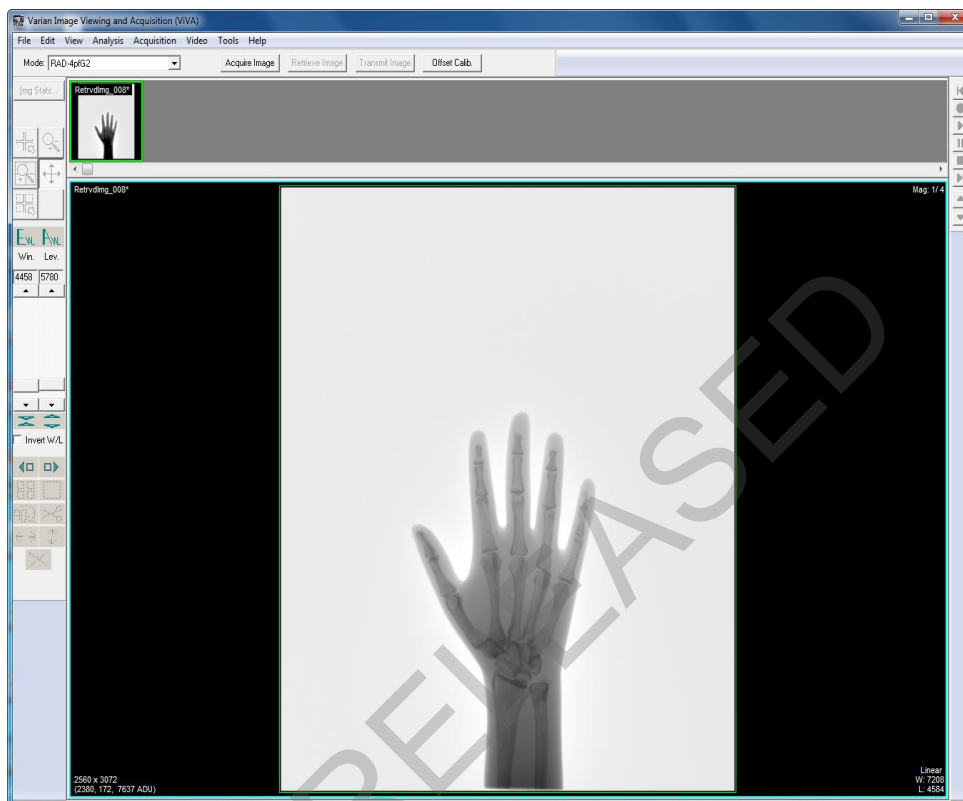 Varian Image Viewing and Acquisition (ViVA)
File Edit View Analysis Acquisition Video Tools Help
Mode: RAD-4pfG2 Acquire Image Retrieve Image Transmit Image Offset Calib.
Img Stats...
RetrvdImg_008*
RetrvdImg_008*
Mag: 1/ 4
EWL AWL
Win. Lev.
4458 5780
Invert W/L
RELEASED
2560 x 3072
(2380, 172, 7637 ADU)
Linear
W: 7208
L: 4584